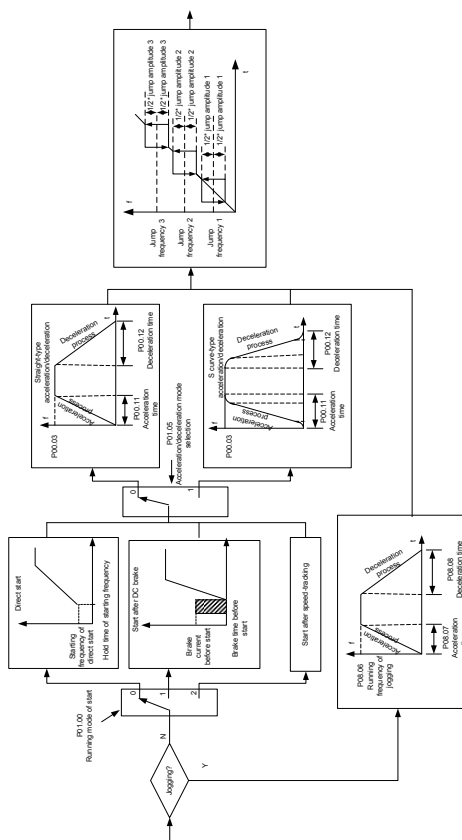 Jogging?
N
Y
P01.00
Running mode of start
0
1
2
Direct start
Starting
frequency of
direct start
Hold time of starting frequency
Start after DC brake
Brake
current
before start
Brake time before
start
Start after speed-tracking
P01.05
Acceleration/deceleration mode
selection
0
1
Straight-type
acceleration/deceleration
f
P00.03
Acceleration
process
Deceleration
process
t
P00.11
Acceleration
time
P00.12
Deceleration time
S curve-type
acceleration/deceleration
f
P00.03
Acceleration
process
Deceleration
process
t
P00.11
Acceleration
time
P00.12
Deceleration time
P08.06
Running of
frequency of
jogging
f
Acceleration
process
Deceleration
process
t
P08.07
Acceleration
P08.08
Deceleration time
f
Jump
frequency 3
Jump
frequency 2
Jump
frequency 1
1/2* jump amplitude 3
1/2* jump amplitude 3
1/2* jump amplitude 2
1/2* jump amplitude 2
1/2* jump amplitude 1
1/2* jump amplitude 1
t